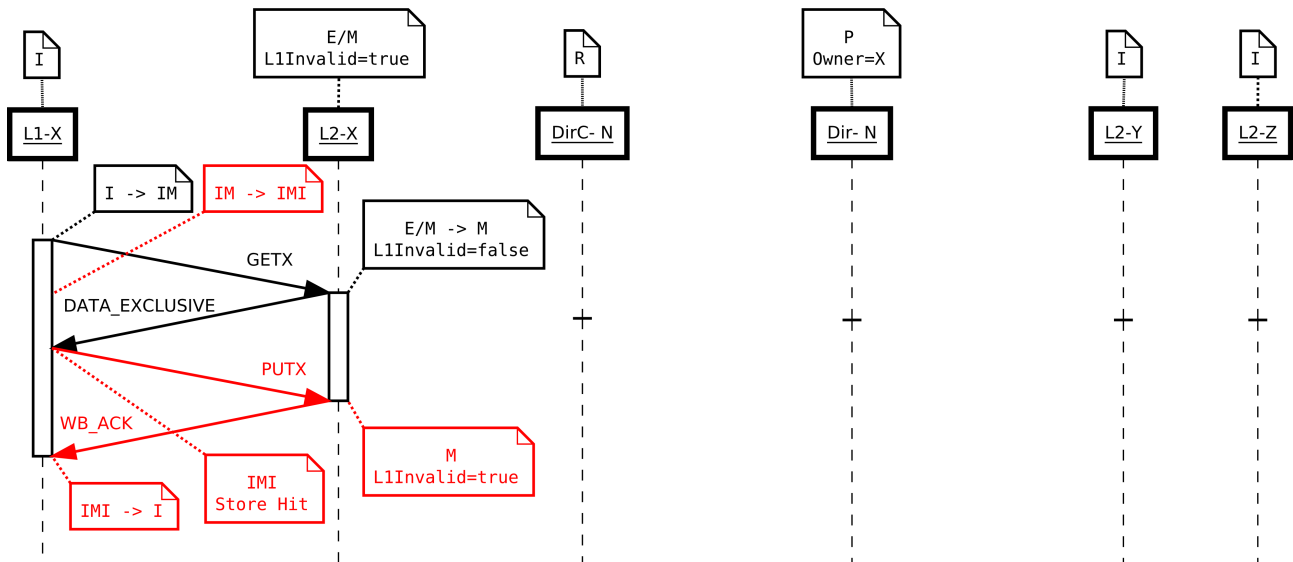 I
E/M
L1Invalid=true
R
P
Owner=X
I
I
L1-X
L2-X
DirC- N
Dir- N
L2-Y
L2-Z
I -> IM
IM -> IMI
E/M -> M
L1Invalid=false
GETX
DATA_EXCLUSIVE
PUTX
WB_ACK
M
L1Invalid=true
IMI
Store Hit
IMI -> I